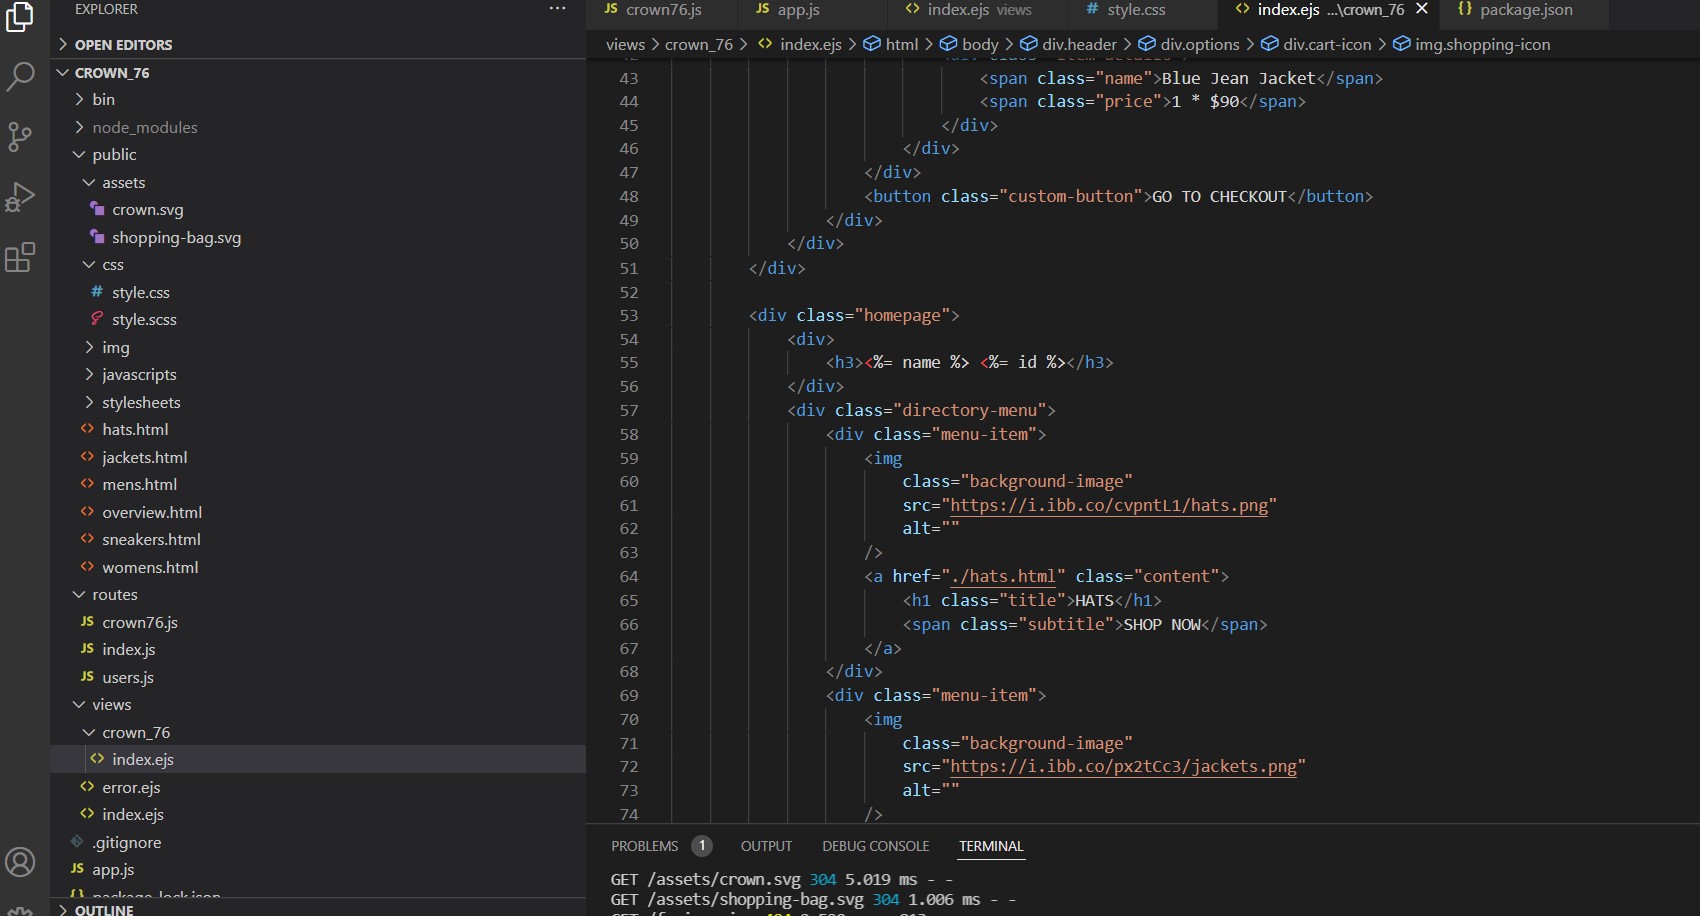 EXPLORER ...
OPEN EDITORS
CROWN_76
bin
node_modules
public
assets
crown.svg
shopping-bag.svg
css
# style.css
style.scss
img
javascripts
stylesheets
<> hats.html
<> jackets.html
<> mens.html
<> overview.html
<> sneakers.html
<> womens.html
routes
JS crown76.js
JS index.js
JS users.js
views
crown_76
<> index.ejs
<> error.ejs
<> index.ejs
.gitignore
JS app.js
{} package-lock.json
OUTLINE
JS crown76.js JS app.js <> index.ejs views # style.css <> index.ejs ...\crown_76 {} package.json
views > crown_76 > <> index.ejs > html > body > div.header > div.options > div.cart-icon > img.shopping-icon
42 <div class="item-details">
43 <span class="name">Blue Jean Jacket</span>
44 <span class="price">1 * $90</span>
45 </div>
46 </div>
47 </div>
48 <button class="custom-button">GO TO CHECKOUT</button>
49 </div>
50 </div>
51 </div>
52
53 <div class="homepage">
54 <div>
55 <h3><%= name %> <%= id %></h3>
56 </div>
57 <div class="directory-menu">
58 <div class="menu-item">
59 <img
60 class="background-image"
61 src="https://i.ibb.co/cvpntL1/hats.png"
62 alt=""
63 />
64 <a href="./hats.html" class="content">
65 <h1 class="title">HATS</h1>
66 <span class="subtitle">SHOP NOW</span>
67 </a>
68 </div>
69 <div class="menu-item">
70 <img
71 class="background-image"
72 src="https://i.ibb.co/px2tCc3/jackets.png"
73 alt=""
74 />
PROBLEMS 1 OUTPUT DEBUG CONSOLE TERMINAL
GET /assets/crown.svg 304 5.019 ms - -
GET /assets/shopping-bag.svg 304 1.006 ms - -